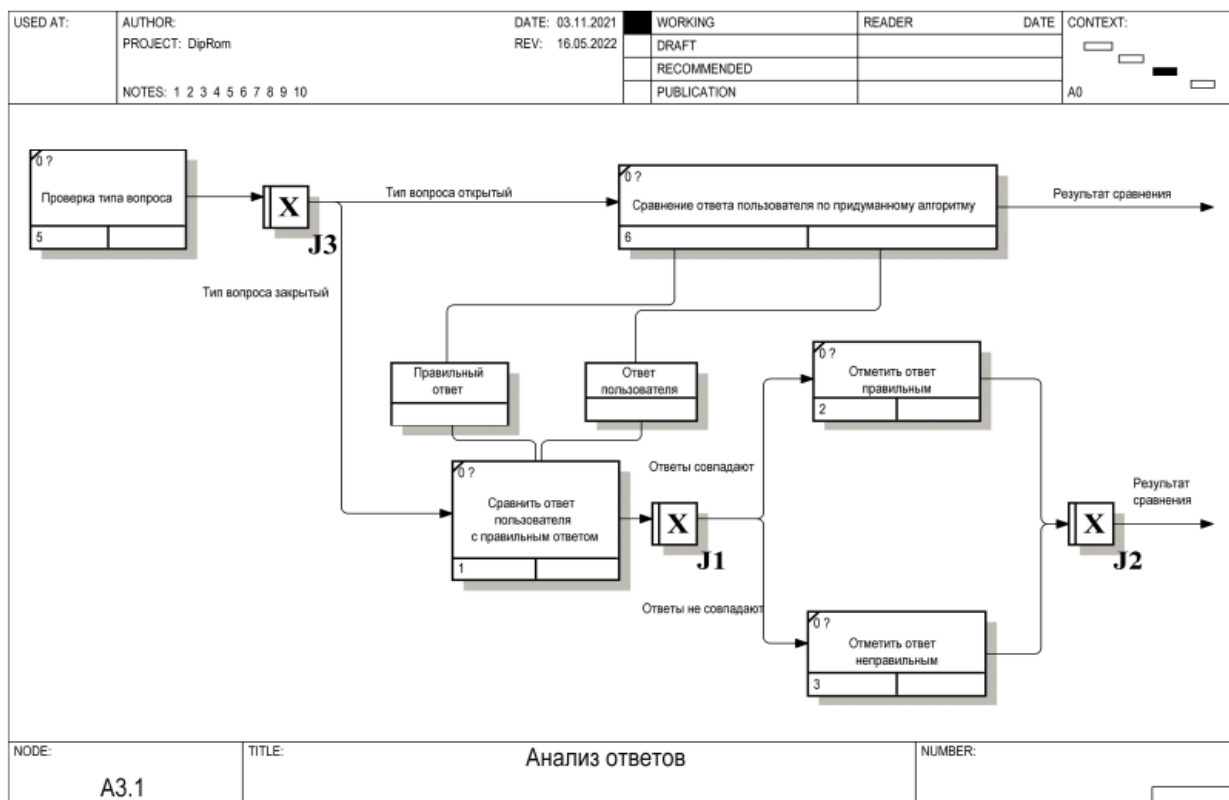 USED AT:
AUTHOR:
DATE: 03.11.2021
WORKING
READER
DATE
CONTEXT:
PROJECT: DipRom
REV: 16.05.2022
DRAFT
RECOMMENDED
NOTES: 1 2 3 4 5 6 7 8 9 10
PUBLICATION
A0
0 ?
Проверка типа вопроса
5
X
J3
Тип вопроса открытый
Тип вопроса закрытый
0 ?
Сравнение ответа пользователя по придуманному алгоритму
6
Результат сравнения
Правильный
ответ
Ответ
пользователя
0 ?
Отметить ответ
правильным
2
0 ?
Сравнить ответ
пользователя
с правильным ответом
1
Ответы совпадают
X
J1
Ответы не совпадают
0 ?
Отметить ответ
неправильным
3
X
J2
Результат
сравнения
NODE:
A3.1
TITLE:
Анализ ответов
NUMBER: